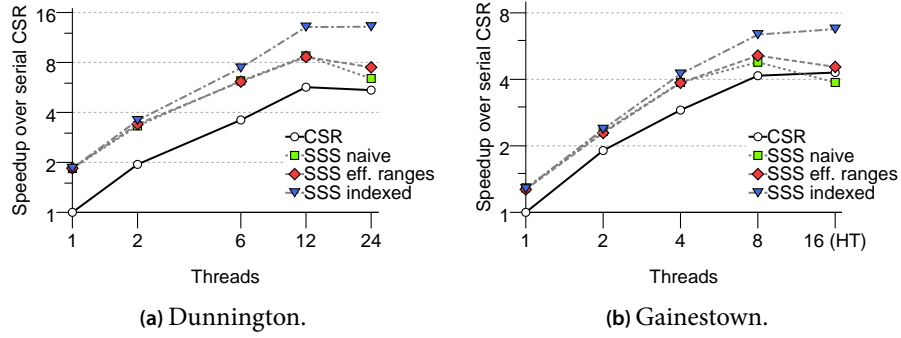 Speedup over serial CSR
16
8
4
2
1
1 2 6 12 24
Threads
CSR
SSS naive
SSS eff. ranges
SSS indexed
(a) Dunnington.
Speedup over serial CSR
8
4
2
1
1 2 4 8 16 (HT)
Threads
CSR
SSS naive
SSS eff. ranges
SSS indexed
(b) Gainestown.